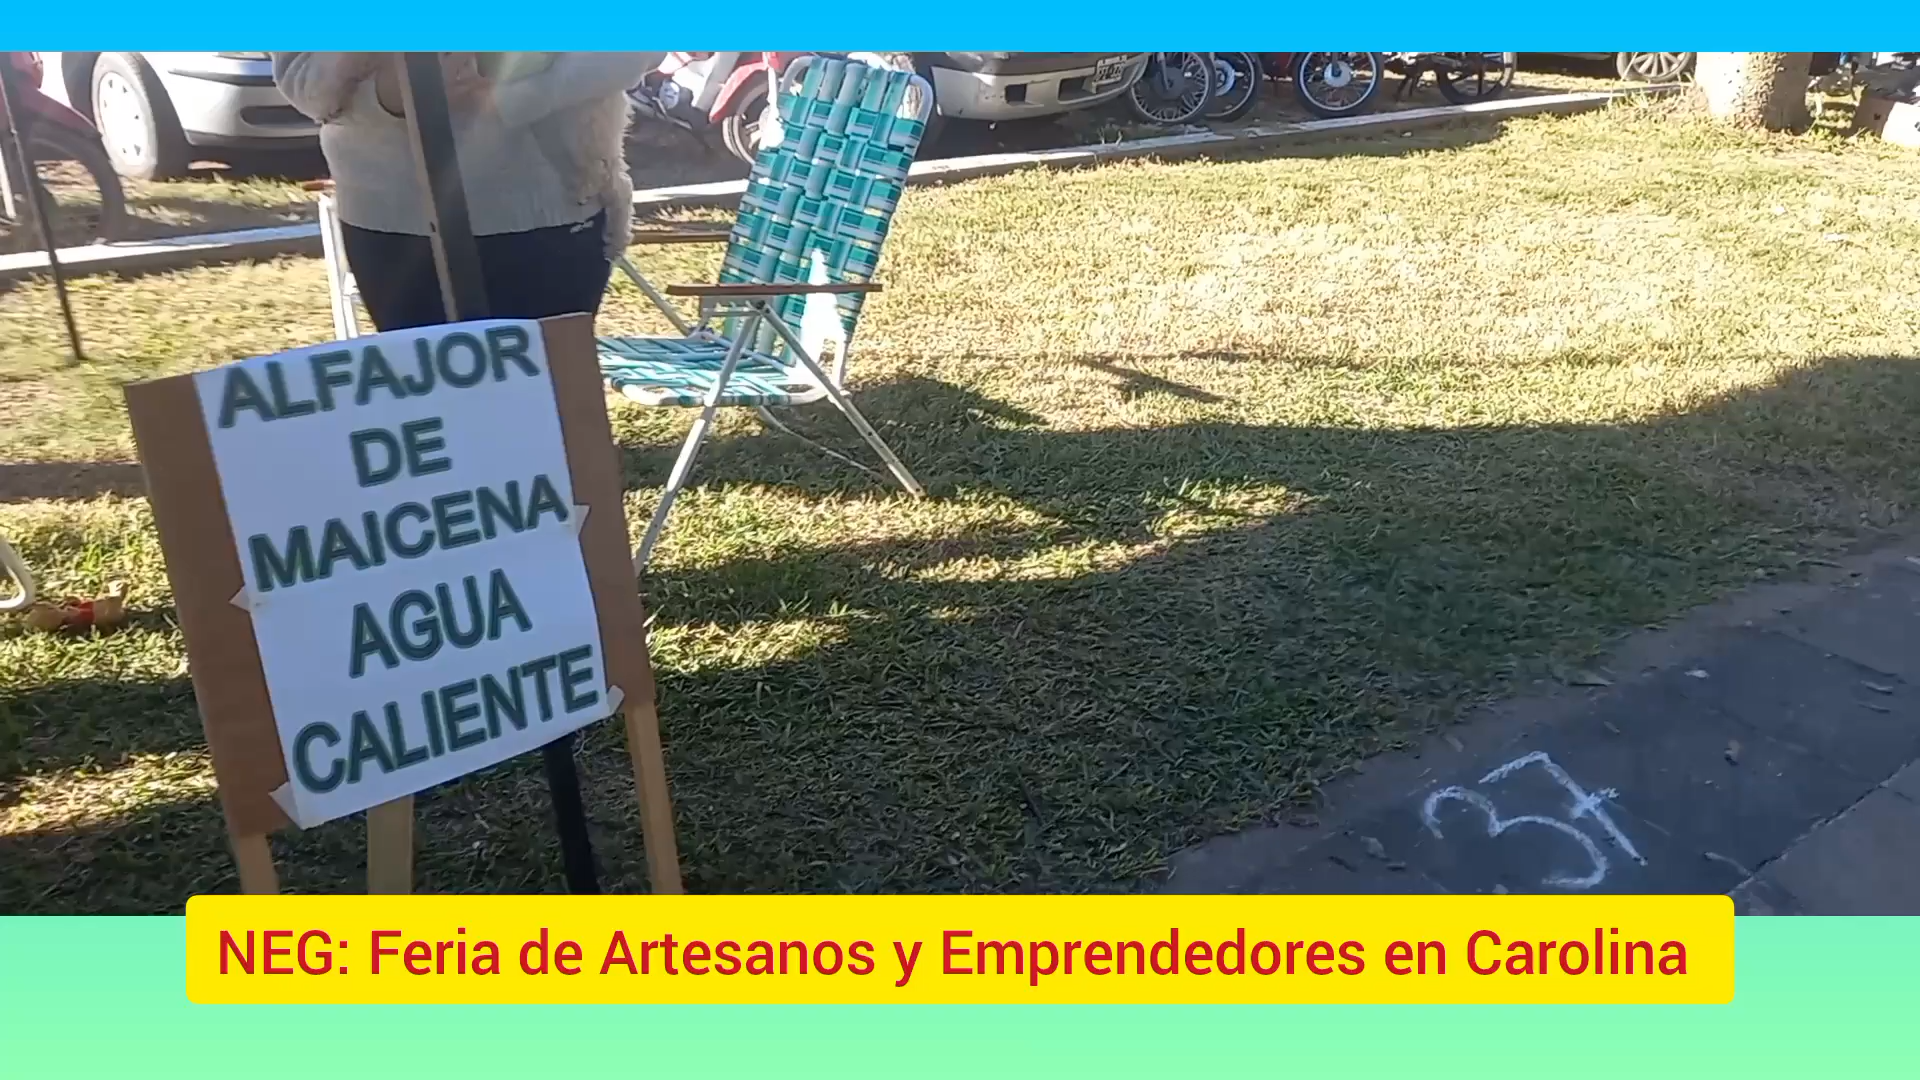 ALFAJOR
DE
MAICENA
AGUA
CALIENTE
37
NEG: Feria de Artesanos y Emprendedores en Carolina